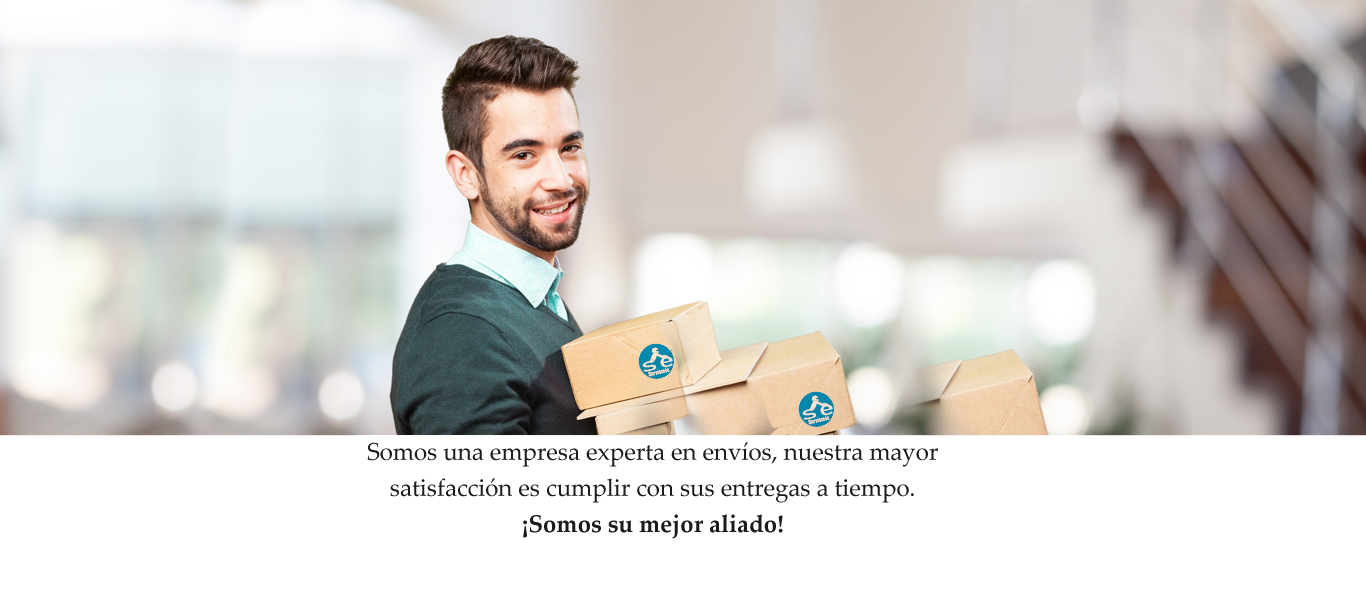 Somos una empresa experta en envíos, nuestra mayor
satisfacción es cumplir con sus entregas a tiempo.
¡Somos su mejor aliado!